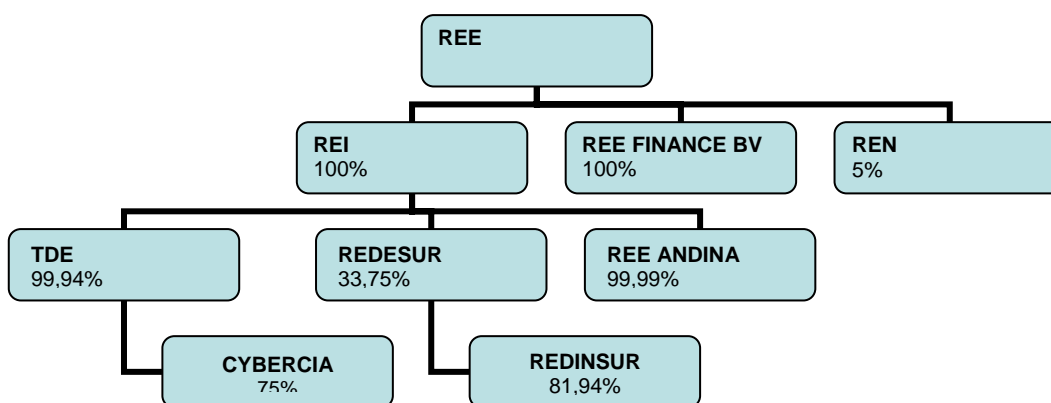 REE
REI
100%
REE FINANCE BV
100%
REN
5%
TDE
99,94%
REDESUR
33,75%
REE ANDINA
99,99%
CYBERCIA
75%
REDINSUR
81,94%